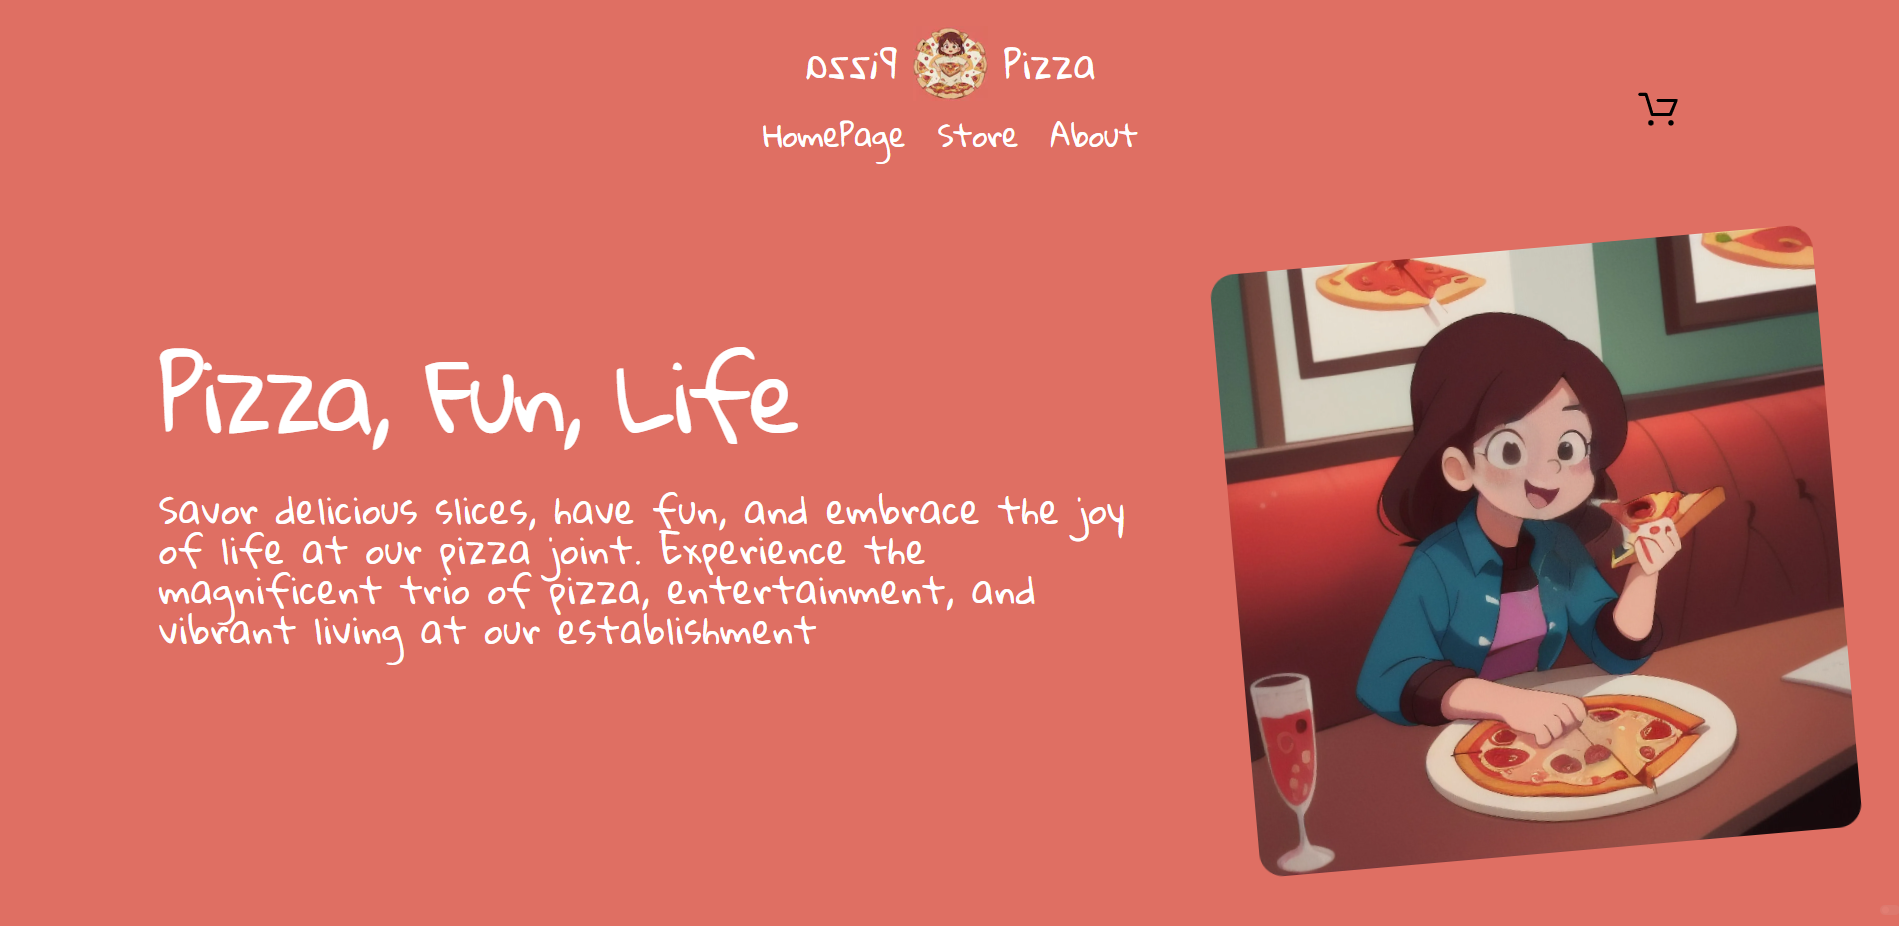 Pizza Pizza
HomePage Store About
Pizza, Fun, Life
Savor delicious slices, have fun, and embrace the joy
of life at our pizza joint. Experience the
magnificent trio of pizza, entertainment, and
vibrant living at our establishment